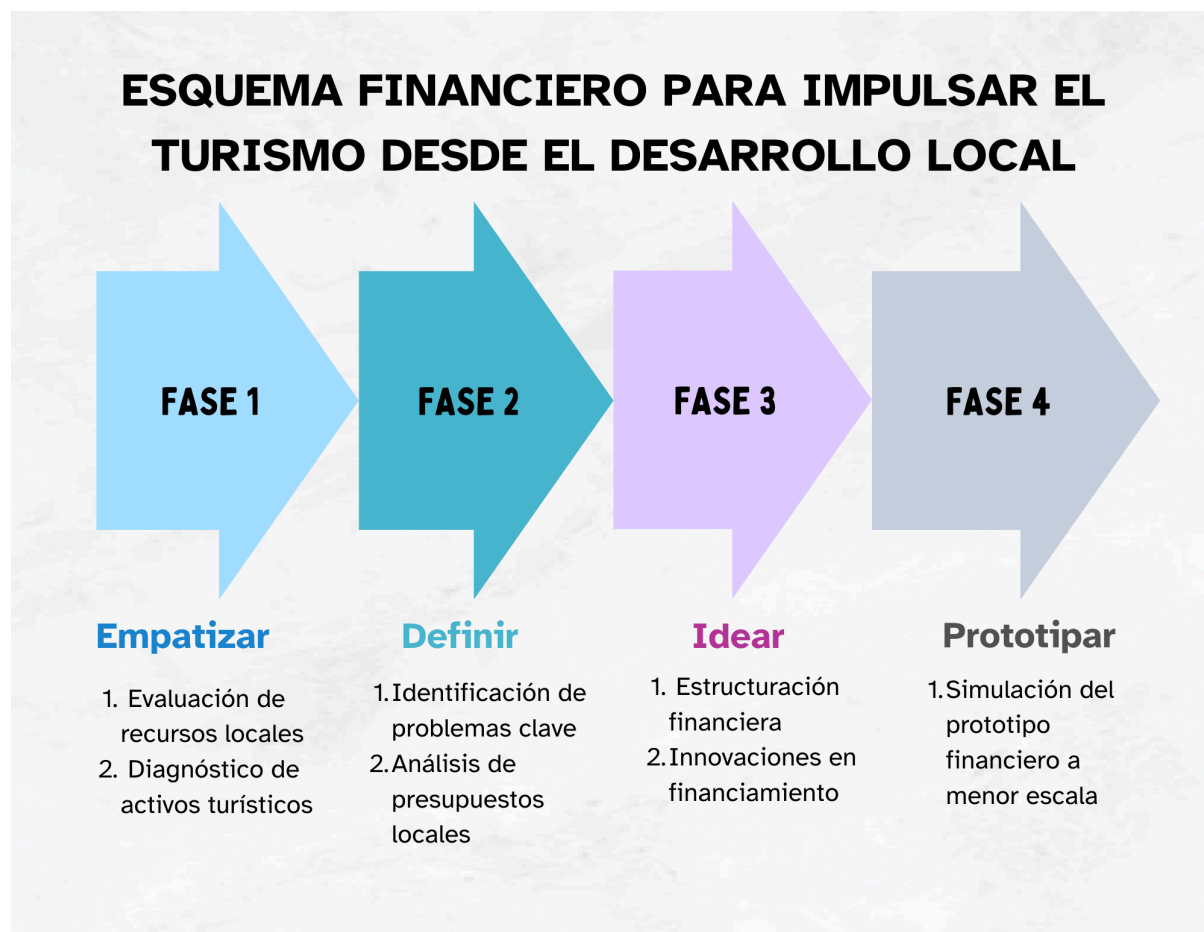 ESQUEMA FINANCIERO PARA IMPULSAR EL
TURISMO DESDE EL DESARROLLO LOCAL
FASE 1
FASE 2
FASE 3
FASE 4
Empatizar
1. Evaluación de
recursos locales
2. Diagnóstico de
activos turísticos
Definir
1. Identificación de
problemas clave
2. Análisis de
presupuestos
locales
Idear
1. Estructuración
financiera
2. Innovaciones en
financiamiento
Prototipar
1. Simulación del
prototipo
financiero a
menor escala